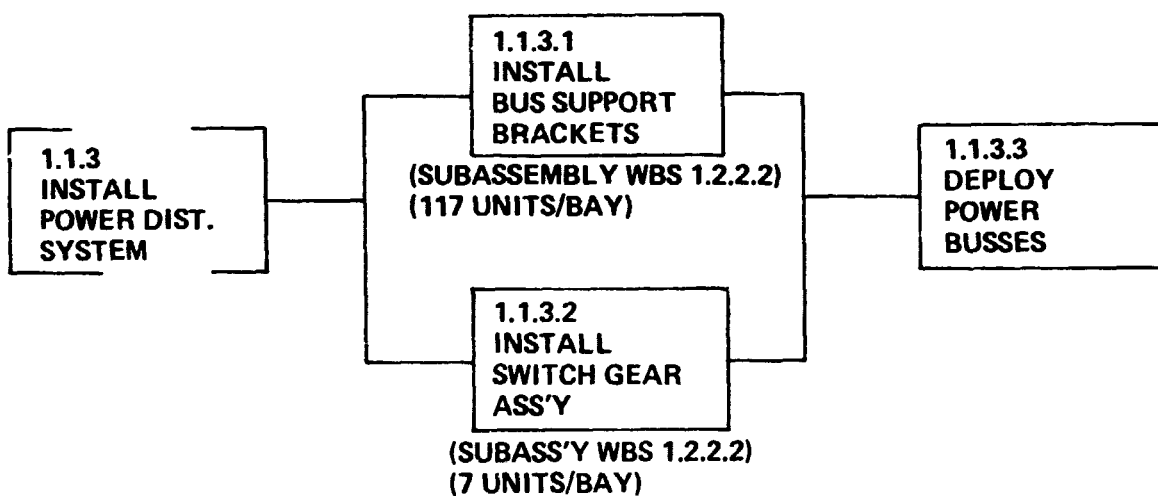 1.1.3
INSTALL
POWER DIST.
SYSTEM
1.1.3.1
INSTALL
BUS SUPPORT
BRACKETS
(SUBASSEMBLY WBS 1.2.2.2)
(117 UNITS/BAY)
1.1.3.2
INSTALL
SWITCH GEAR
ASS'Y
(SUBASS'Y WBS 1.2.2.2)
(7 UNITS/BAY)
1.1.3.3
DEPLOY
POWER
BUSSES